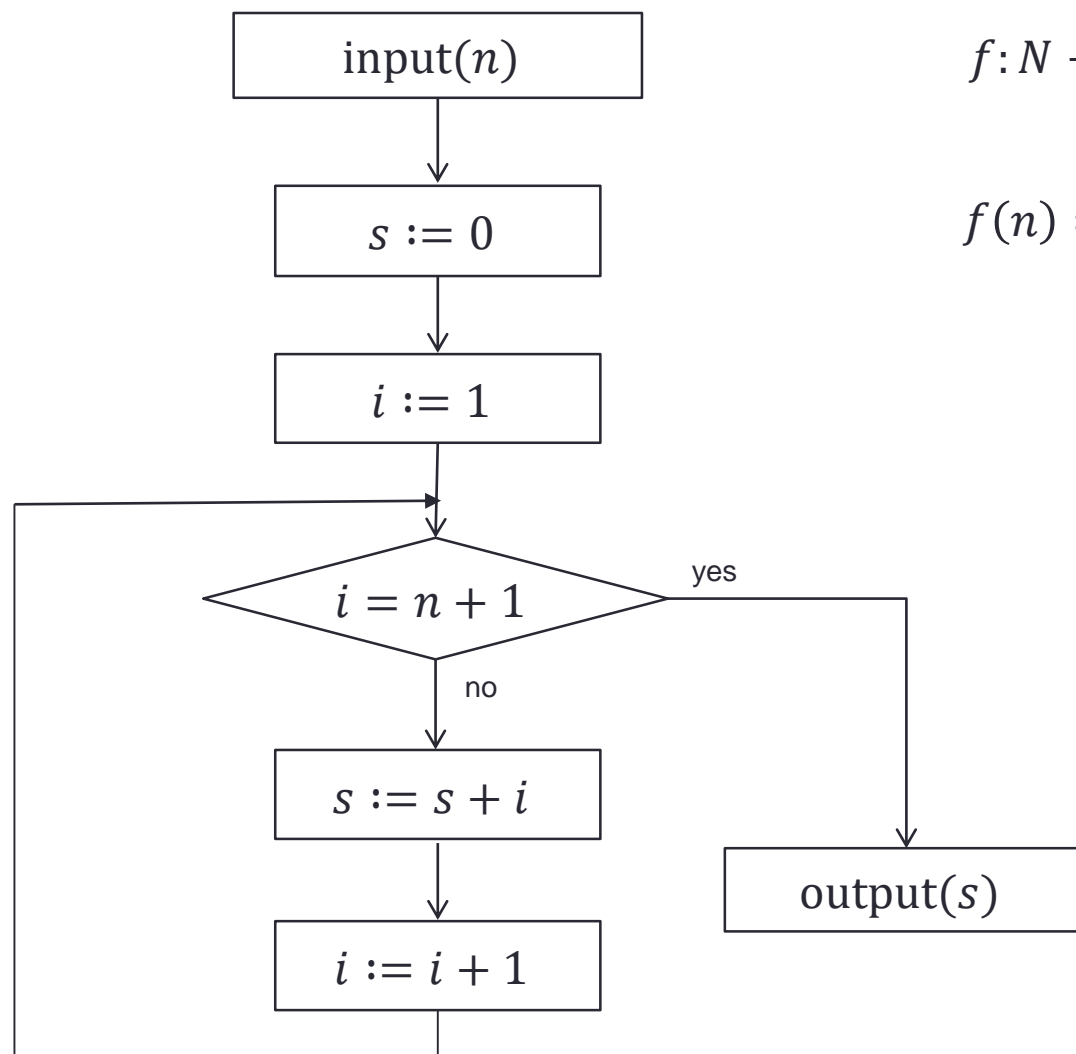 input(n)
f: N
s := 0
f(n)
i := 1
i = n + 1
yes
no
s := s + i
output(s)
i := i + 1